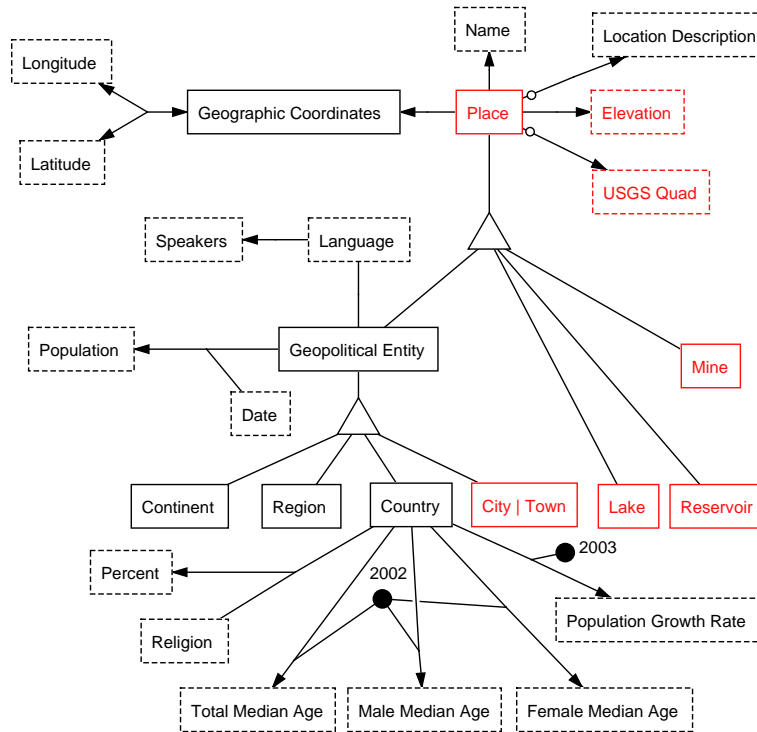 Name
Location Description
Longitude
Geographic Coordinates
Place
Elevation
Latitude
USGS Quad
Speakers
Language
Population
Geopolitical Entity
Mine
Date
Continent
Region
Country
City | Town
Lake
Reservoir
2003
Percent
2002
Population Growth Rate
Religion
Total Median Age
Male Median Age
Female Median Age